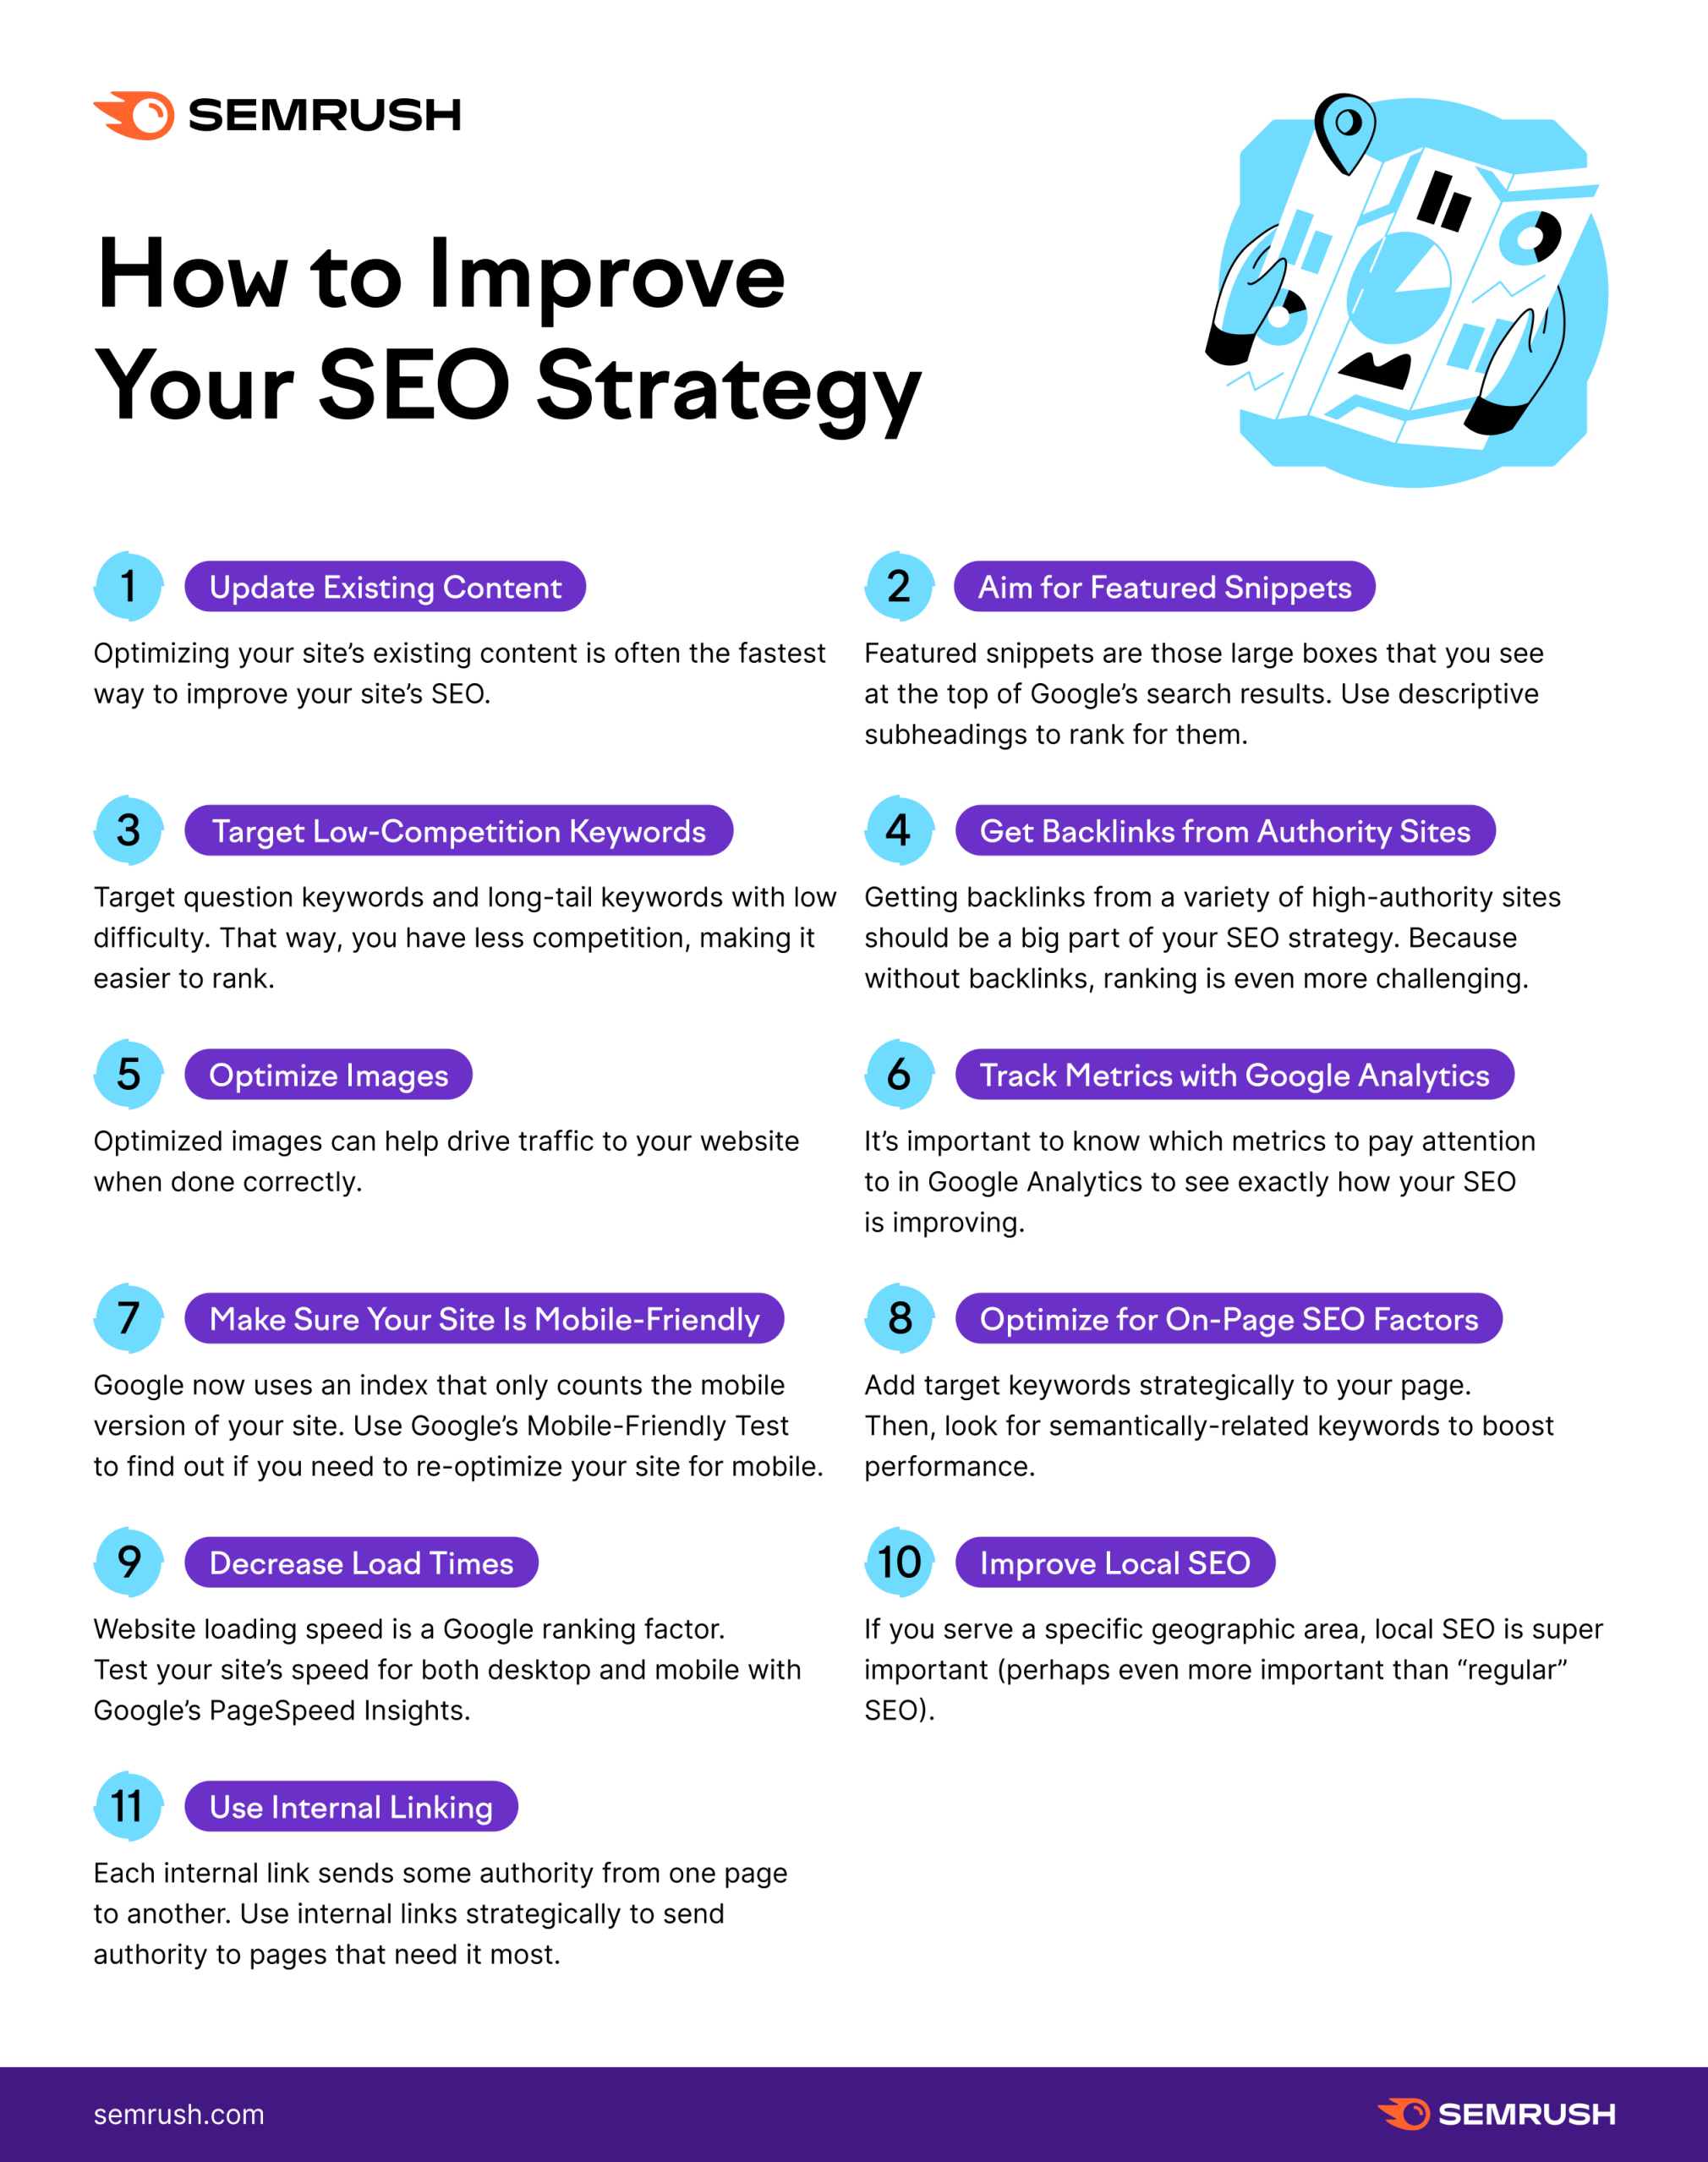 SEMRUSH
How to Improve
Your SEO Strategy
1
Update Existing Content
Optimizing your site’s existing content is often the fastest
way to improve your site’s SEO.
2
Aim for Featured Snippets
Featured snippets are those large boxes that you see
at the top of Google’s search results. Use descriptive
subheadings to rank for them.
3
Target Low-Competition Keywords
Target question keywords and long-tail keywords with low
difficulty. That way, you have less competition, making it
easier to rank.
4
Get Backlinks from Authority Sites
Getting backlinks from a variety of high-authority sites
should be a big part of your SEO strategy. Because
without backlinks, ranking is even more challenging.
5
Optimize Images
Optimized images can help drive traffic to your website
when done correctly.
6
Track Metrics with Google Analytics
It’s important to know which metrics to pay attention
to in Google Analytics to see exactly how your SEO
is improving.
7
Make Sure Your Site Is Mobile-Friendly
Google now uses an index that only counts the mobile
version of your site. Use Google’s Mobile-Friendly Test
to find out if you need to re-optimize your site for mobile.
8
Optimize for On-Page SEO Factors
Add target keywords strategically to your page.
Then, look for semantically-related keywords to boost
performance.
9
Decrease Load Times
Website loading speed is a Google ranking factor.
Test your site’s speed for both desktop and mobile with
Google’s PageSpeed Insights.
10
Improve Local SEO
If you serve a specific geographic area, local SEO is super
important (perhaps even more important than “regular”
SEO).
11
Use Internal Linking
Each internal link sends some authority from one page
to another. Use internal links strategically to send
authority to pages that need it most.
semrush.com
SEMRUSH